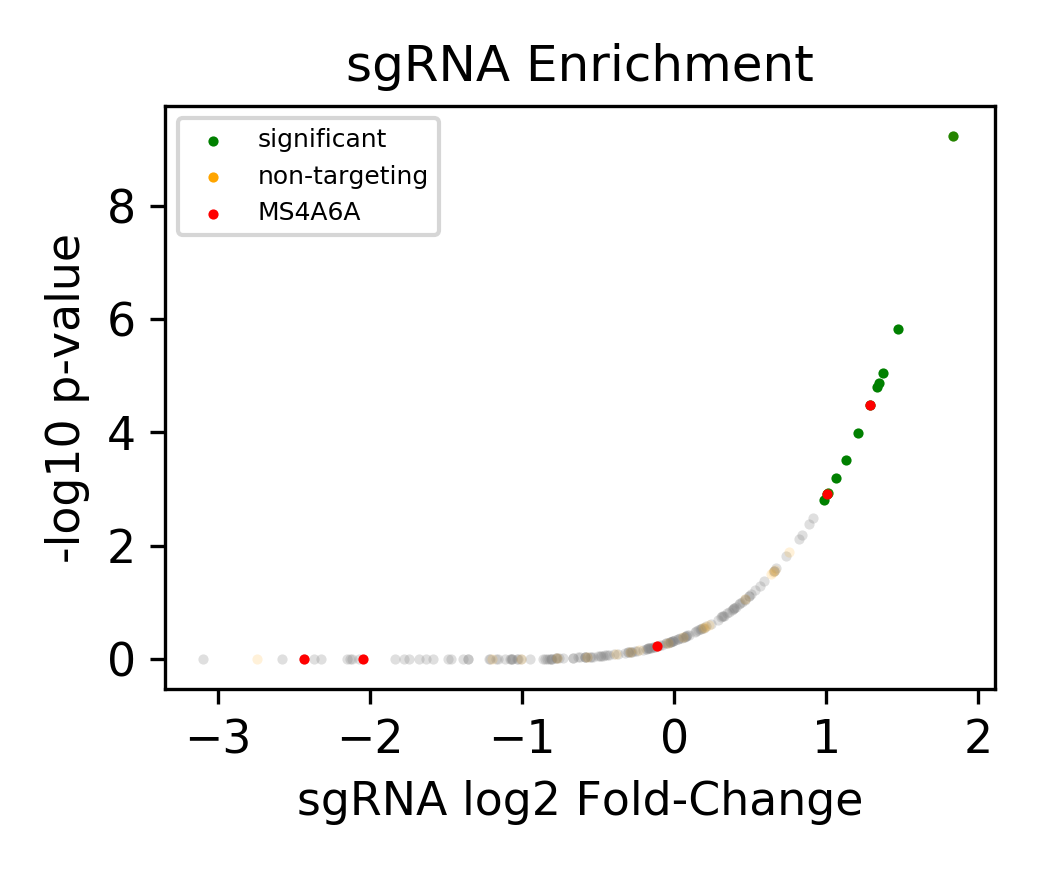 sgRNA Enrichment
significant
non-targeting
MS4A6A
-log10 p-value
8
6
4
2
0
−3 −2 −1 0 1 2
sgRNA log2 Fold-Change